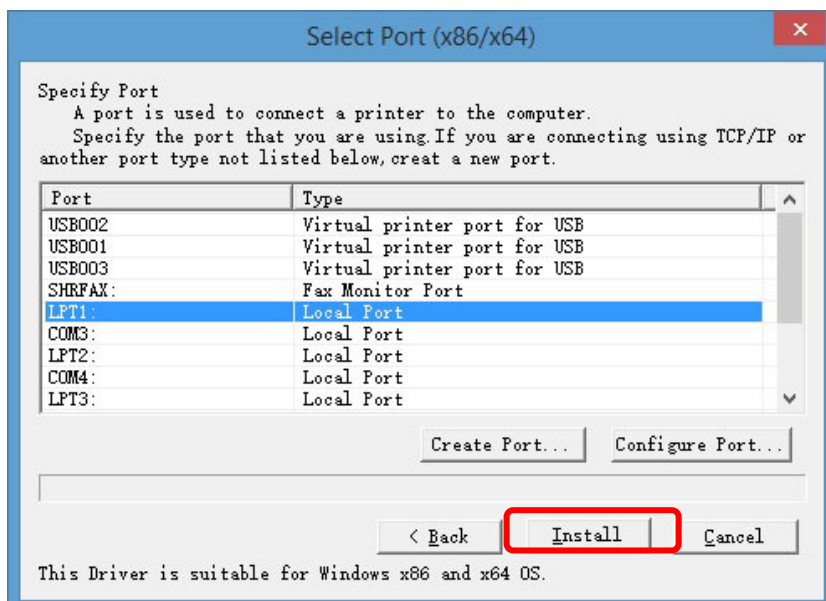 Select Port (x86/x64)
Specify Port
A port is used to connect a printer to the computer.
Specify the port that you are using.If you are connecting using TCP/IP or
another port type not listed below,creat a new port.
Port Type
USB002 Virtual printer port for USB
USB001 Virtual printer port for USB
USB003 Virtual printer port for USB
SHRFAX: Fax Monitor Port
LPT1: Local Port
COM3: Local Port
LPT2: Local Port
COM4: Local Port
LPT3: Local Port
Create Port... Configure Port...
< Back Install Cancel
This Driver is suitable for Windows x86 and x64 OS.